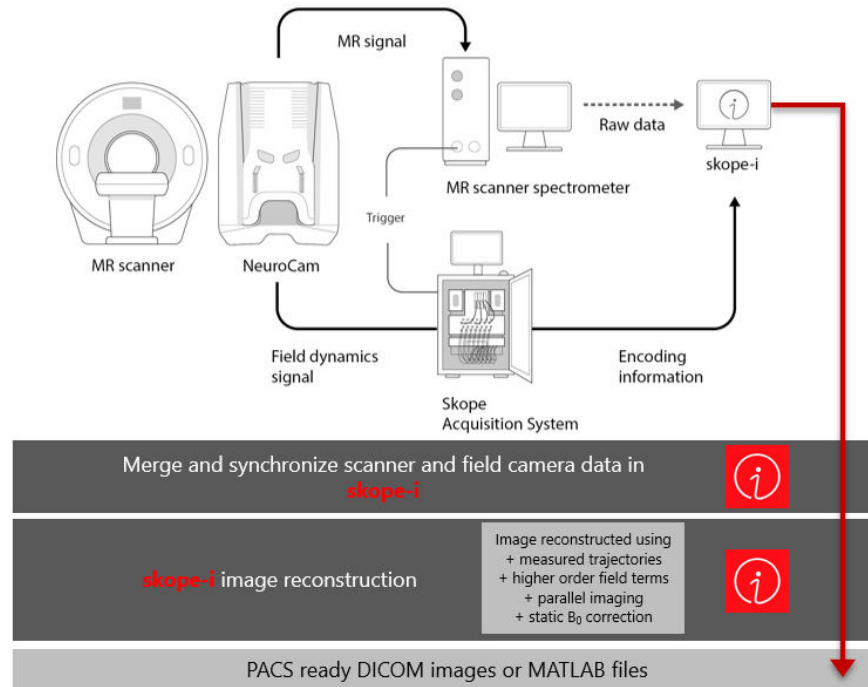 MR signal
Raw data
skope-i
MR scanner spectrometer
Trigger
MR scanner
NeuroCam
Field dynamics
signal
Encoding
information
Skope
Acquisition System
Merge and synchronize scanner and field camera data in
skope-i
i
skope-i image reconstruction
Image reconstructed using
+ measured trajectories
+ higher order field terms
+ parallel imaging
+ static B₀ correction
i
PACS ready DICOM images or MATLAB files